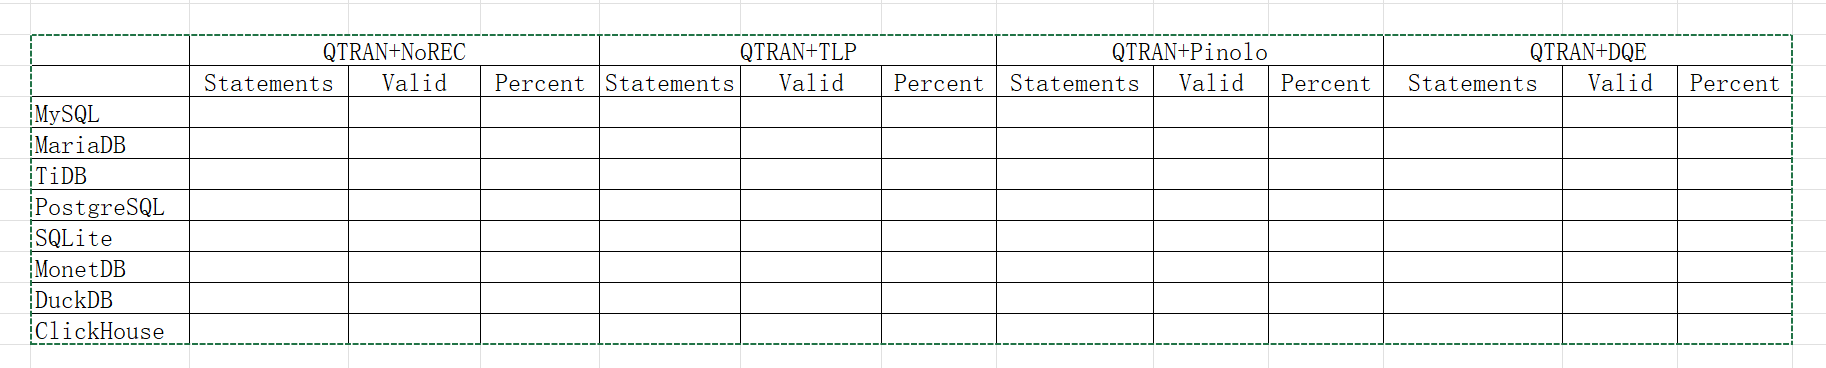 QTRAN+NoREC QTRAN+TLP QTRAN+Pinolo QTRAN+DQE
Statements Valid Percent Statements Valid Percent Statements Valid Percent Statements Valid Percent
MySQL
MariaDB
TiDB
PostgreSQL
SQLite
MonetDB
DuckDB
ClickHouse